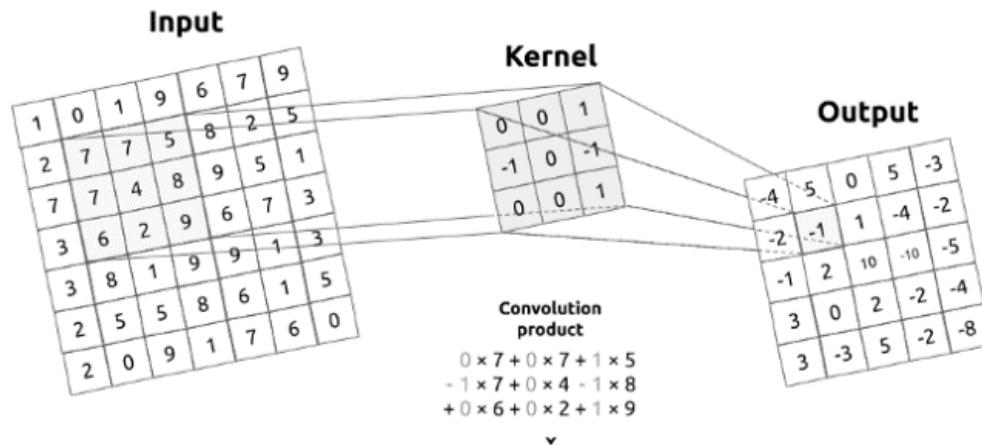 Input
Kernel
Output
1 0 1 9 6 7 9
2 7 7 5 8 2 5
7 7 4 8 9 5 1
3 6 2 9 6 7 3
3 8 1 9 9 1 3
2 5 5 8 6 1 5
2 0 9 1 7 6 0
0 0 1
-1 0 -1
0 0 1
-4 5 0 5 -3
-2 -1 1 -4 -2
-1 2 10 -10 -5
3 0 2 -2 -4
3 -3 5 -2 -8
Convolution
product
0 × 7 + 0 × 7 + 1 × 5
- 1 × 7 + 0 × 4 - 1 × 8
+ 0 × 6 + 0 × 2 + 1 × 9